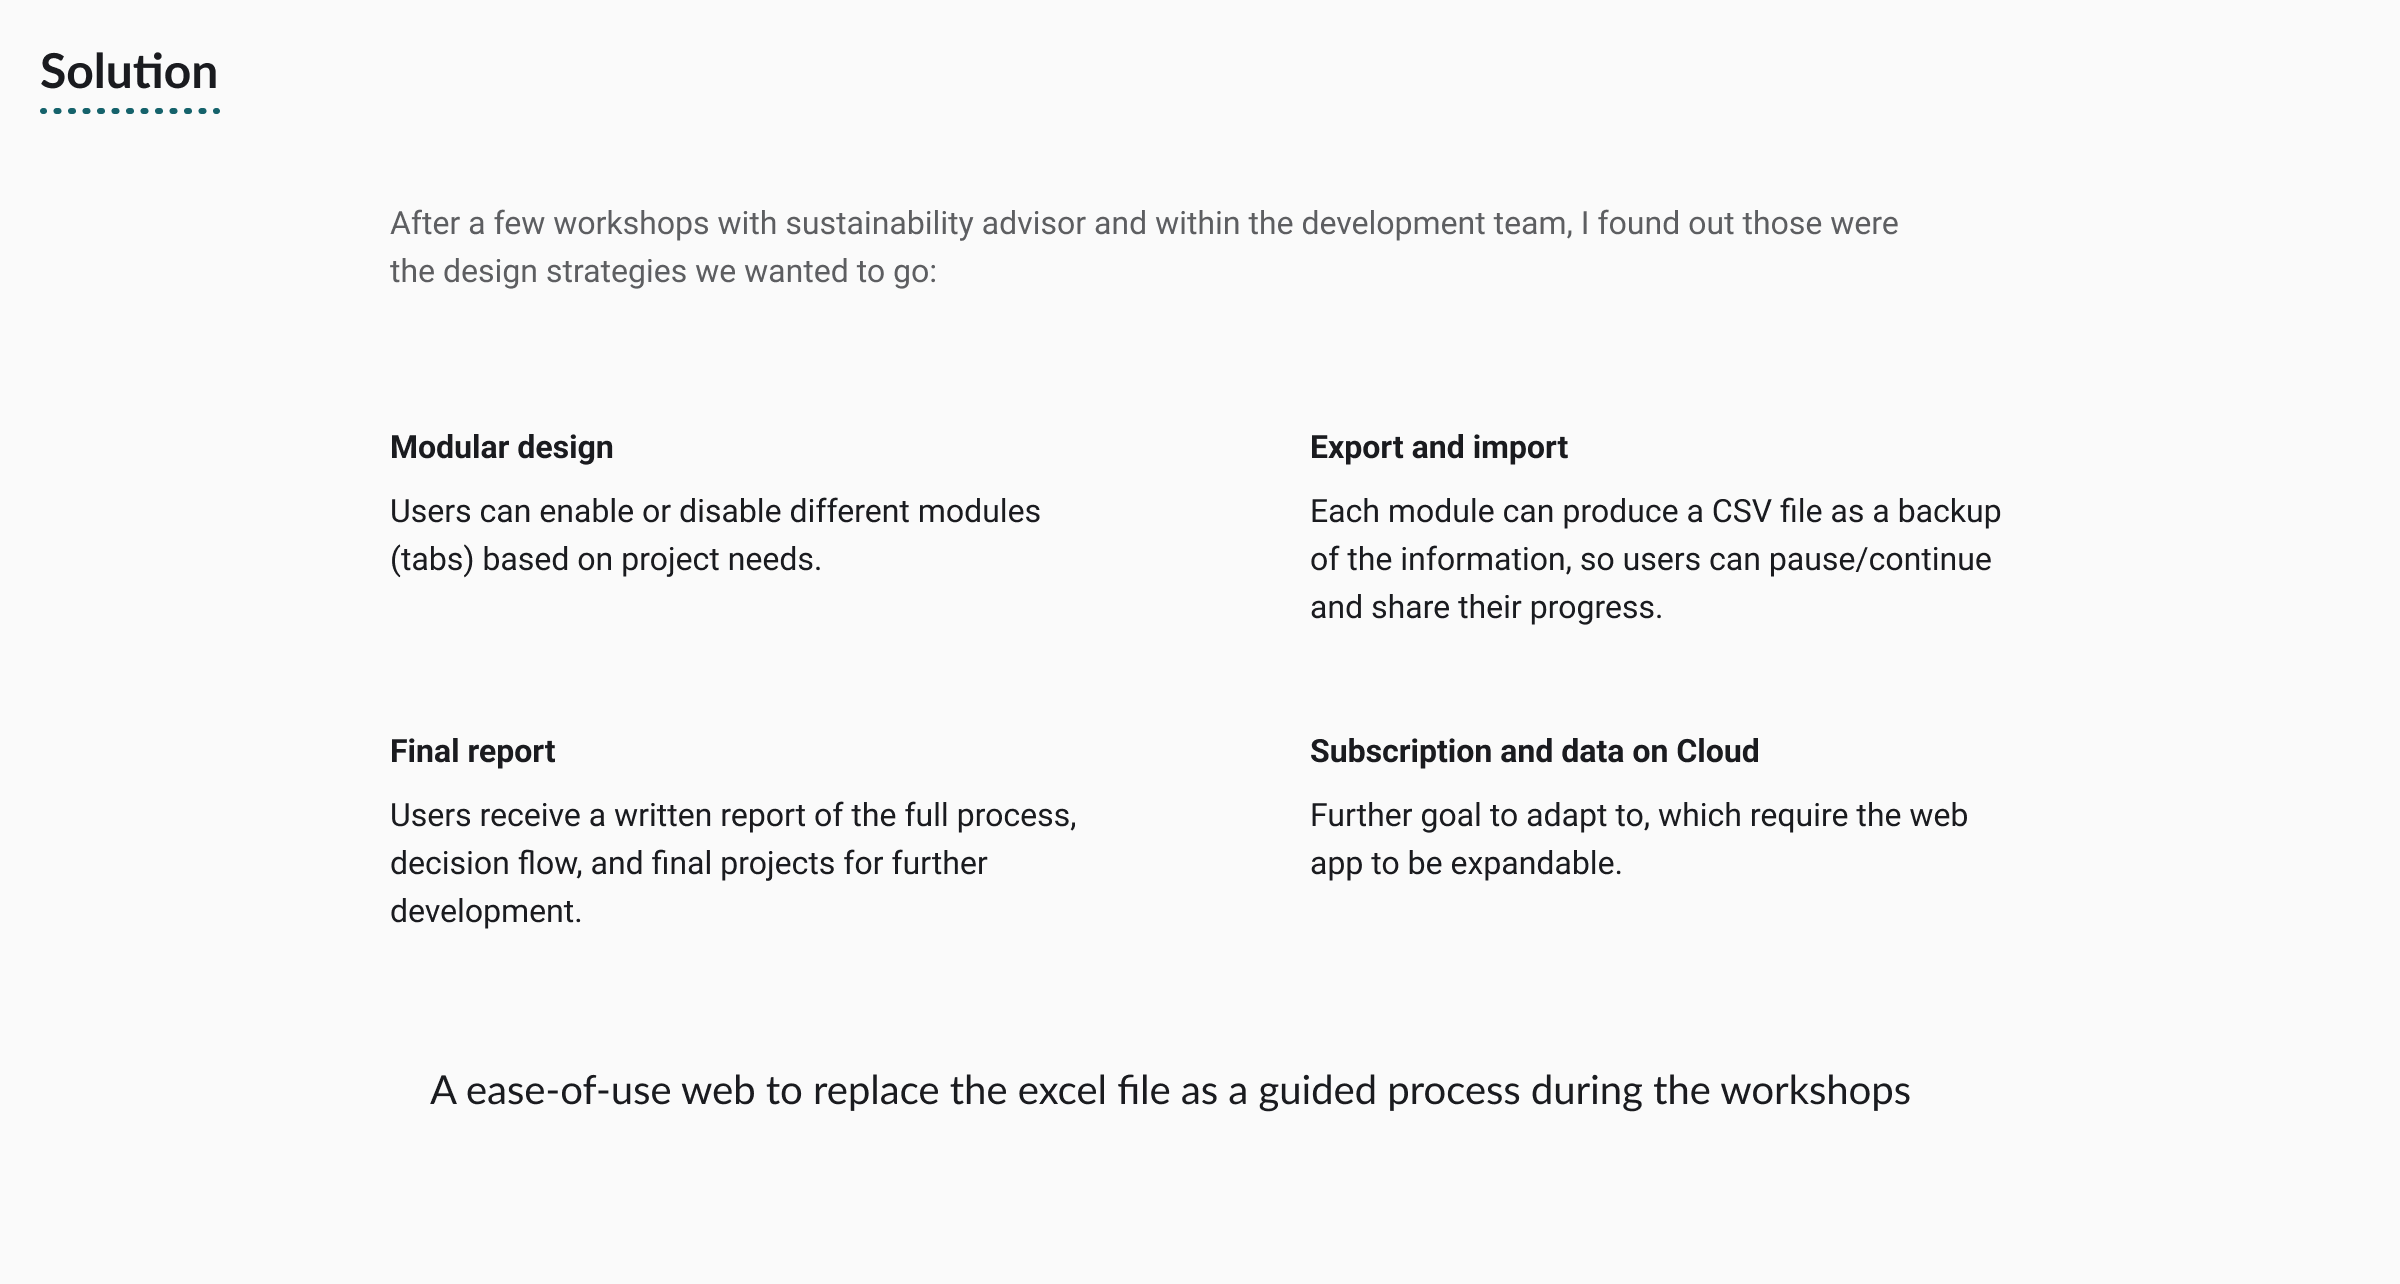 Solution
After a few workshops with sustainability advisor and within the development team, I found out those were
the design strategies we wanted to go:
Modular design
Users can enable or disable different modules
(tabs) based on project needs.
Export and import
Each module can produce a CSV file as a backup
of the information, so users can pause/continue
and share their progress.
Final report
Users receive a written report of the full process,
decision flow, and final projects for further
development.
Subscription and data on Cloud
Further goal to adapt to, which require the web
app to be expandable.
A ease-of-use web to replace the excel file as a guided process during the workshops